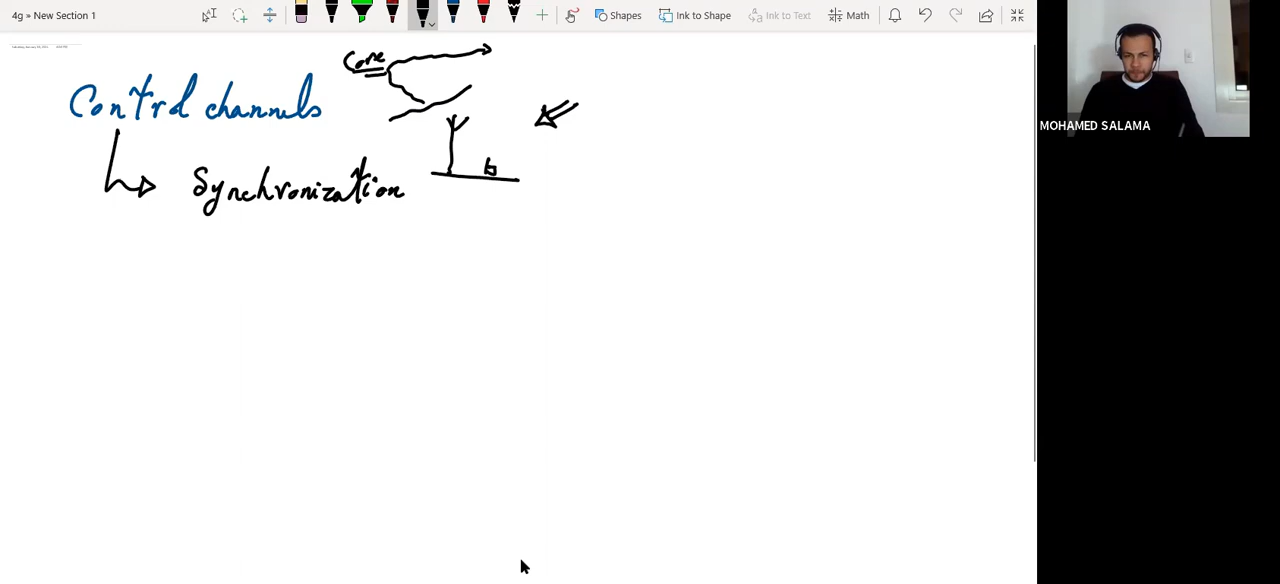 4g » New Section 1
Shapes
Ink to Shape
Ink to Text
Math
Core
Control channels
Synchronization
MOHAMED SALAMA